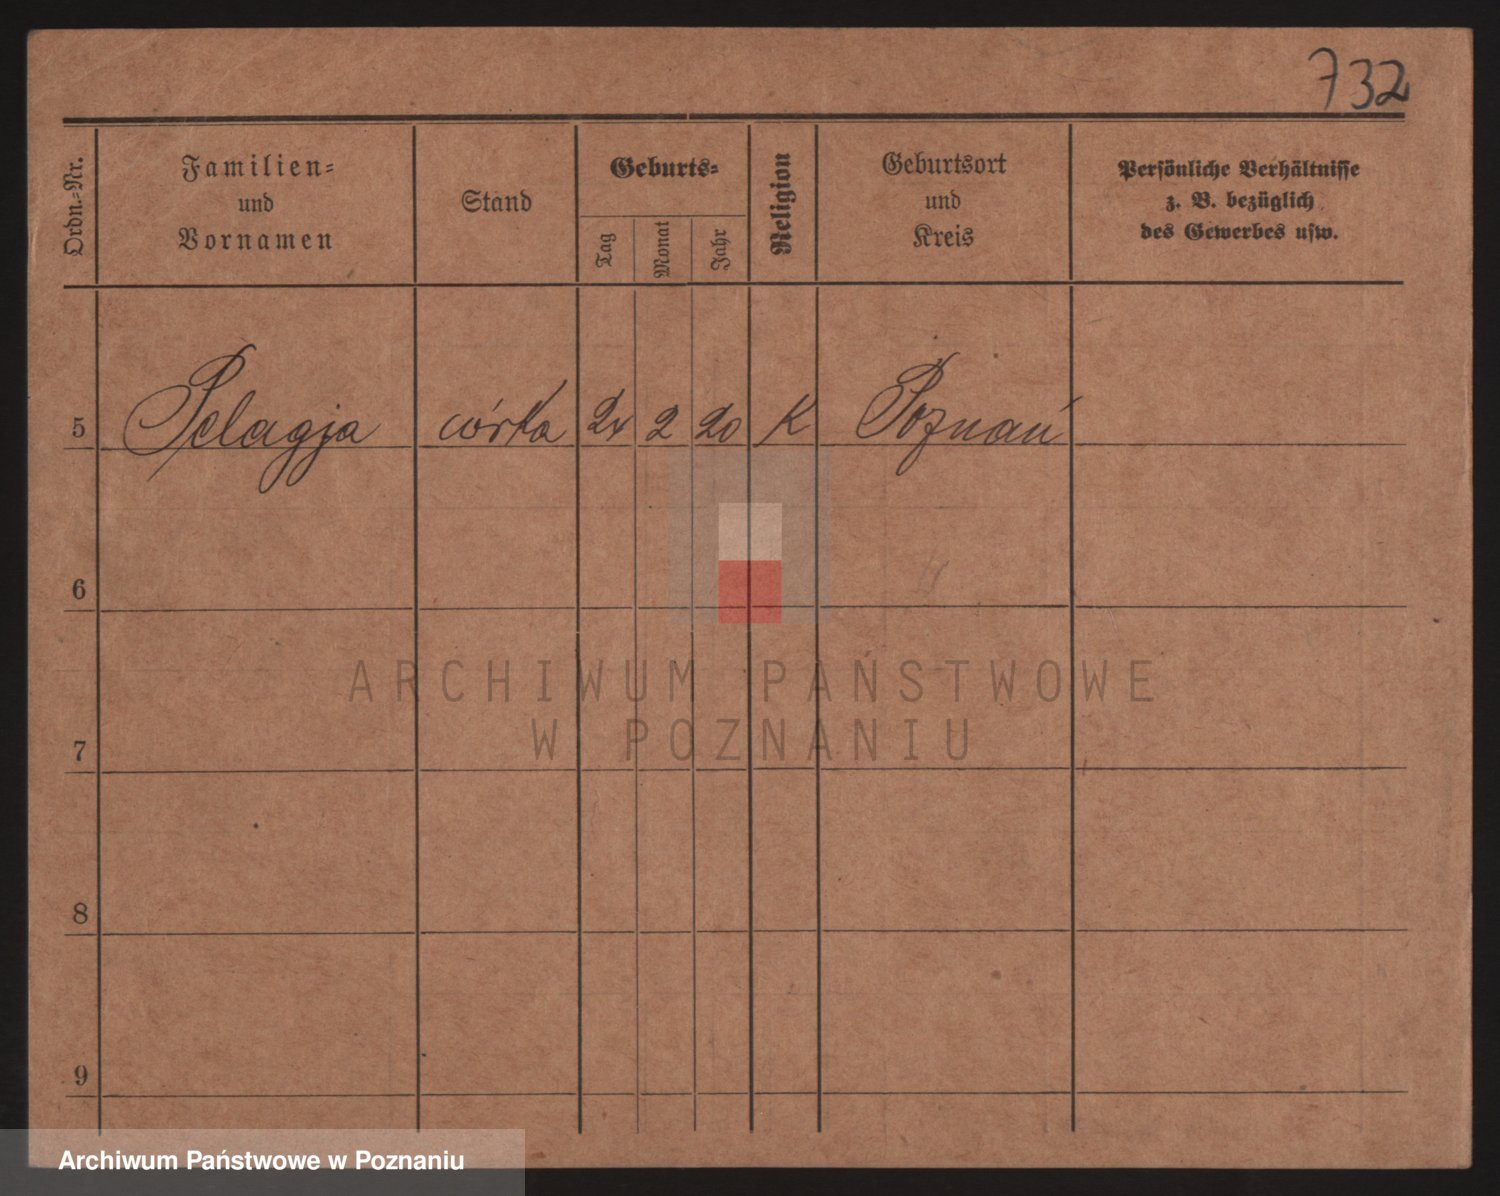 732
Ordn.-Nr.
Familien-
und
Vornamen
Stand
Geburts-
Tag
Monat
Jahr
Religion
Geburtsort
und
Kreis
Persönliche Verhältnisse
z. B. bezüglich
des Gewerbes usw.
5 Pelagja córka 2 20 K Poznań
6
7
8
9
ARCHIWUM PAŃSTWOWE
W POZNANIU
Archiwum Państwowe w Poznaniu